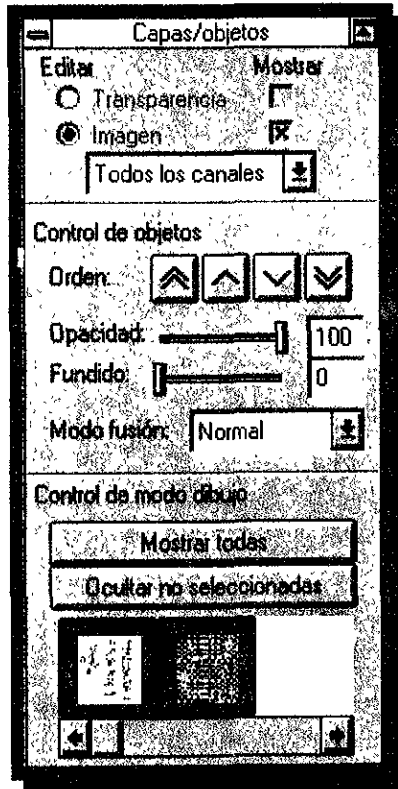 Capas/objetos
Editar Mostrar
Transparencia
Imagen
Todos los canales
Control de objetos
Orden:
Opacidad: 100
Fundido: 0
Modo fusión: Normal
Control de modo dibujo
Mostrar todas
Ocultar no seleccionadas